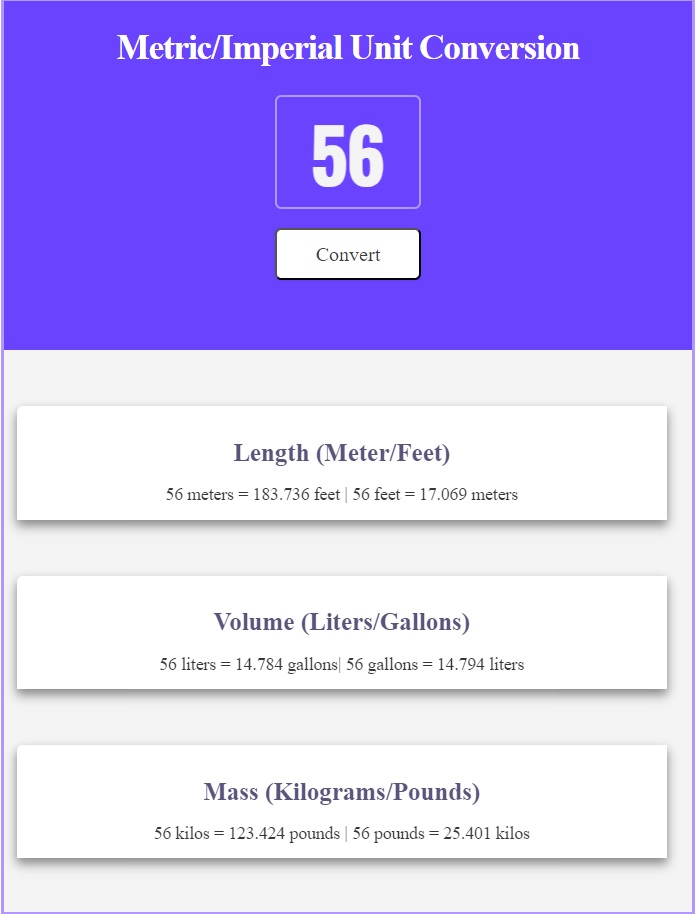 Metric/Imperial Unit Conversion
56
Convert
Length (Meter/Feet)
56 meters = 183.736 feet | 56 feet = 17.069 meters
Volume (Liters/Gallons)
56 liters = 14.784 gallons| 56 gallons = 14.794 liters
Mass (Kilograms/Pounds)
56 kilos = 123.424 pounds | 56 pounds = 25.401 kilos